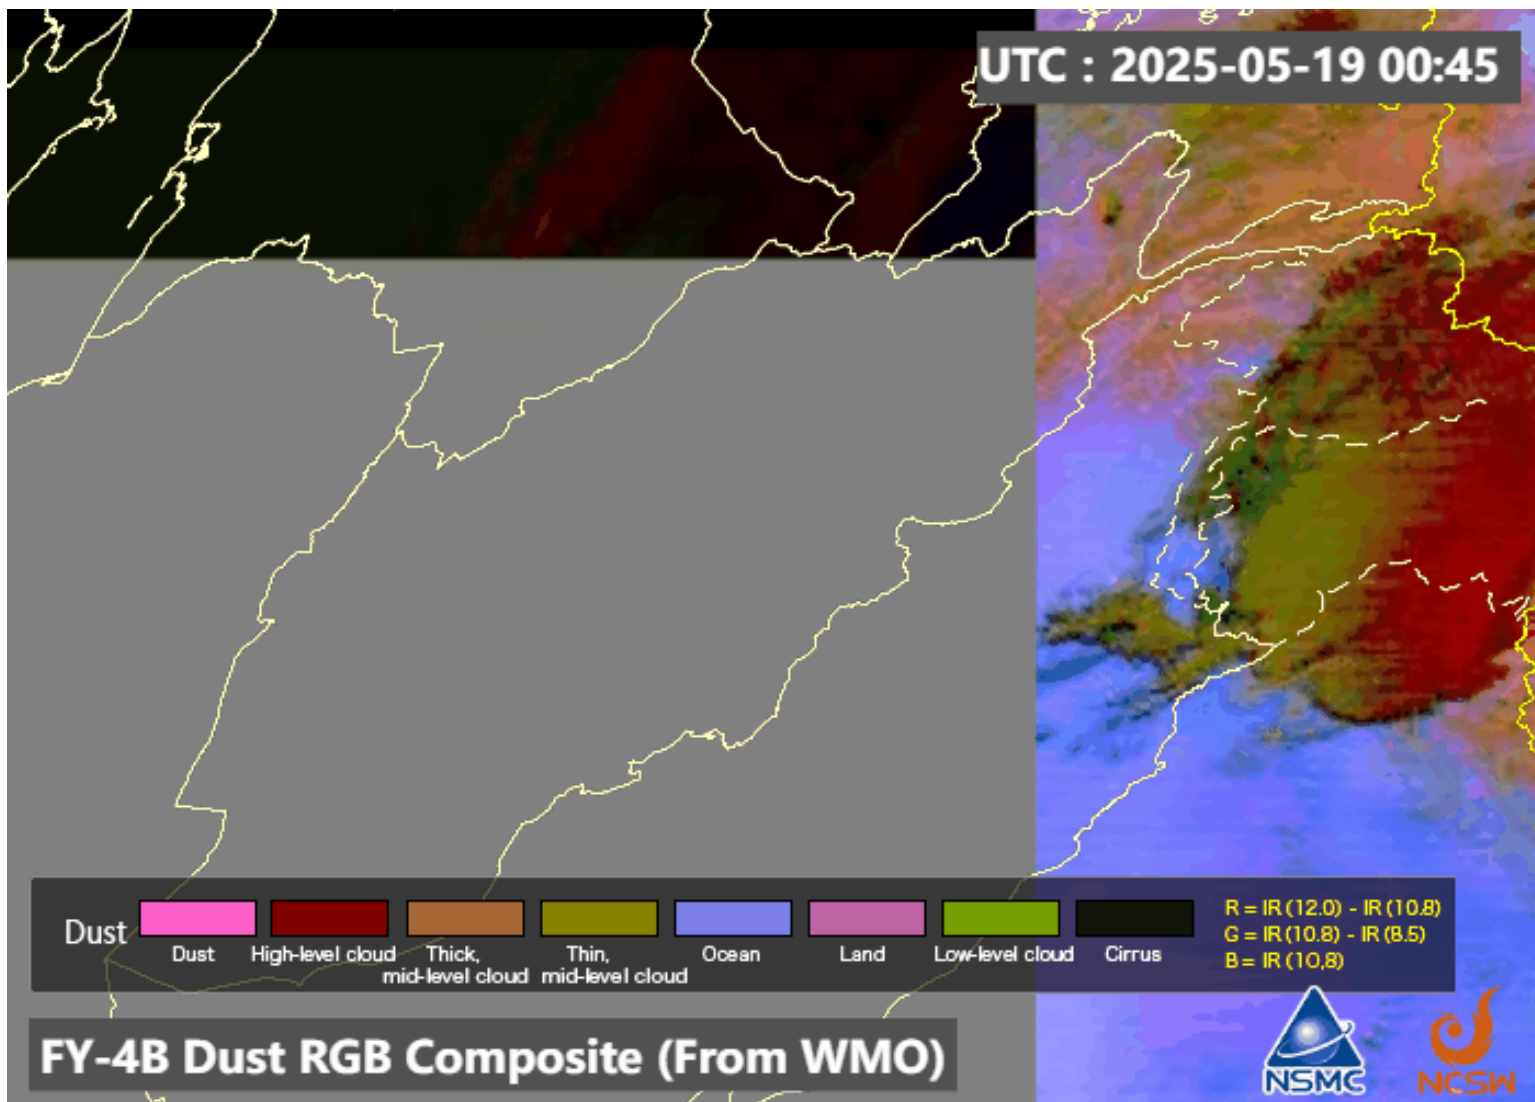 UTC : 2025-05-19 00:45
Dust
Dust
High-level cloud
Thick,
mid-level cloud
Thin,
mid-level cloud
Ocean
Land
Low-level cloud
Cirrus
R = IR (12.0) - IR (10.8)
G = IR (10.8) - IR (8.5)
B = IR (10,8)
FY-4B Dust RGB Composite (From WMO)
NSMC
NCSW